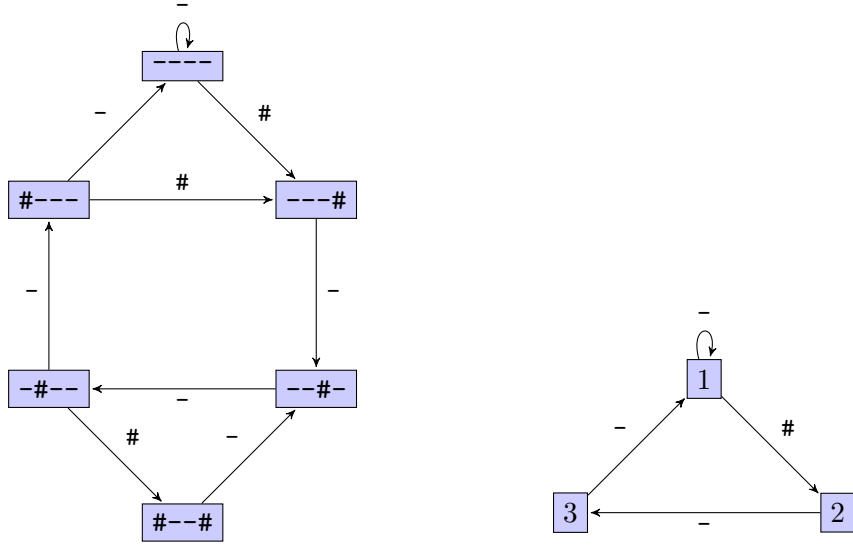 -
----
- #
#--- # ---#
- -
-
-#-- - --#-
1
# - - #
#--# 3 - 2